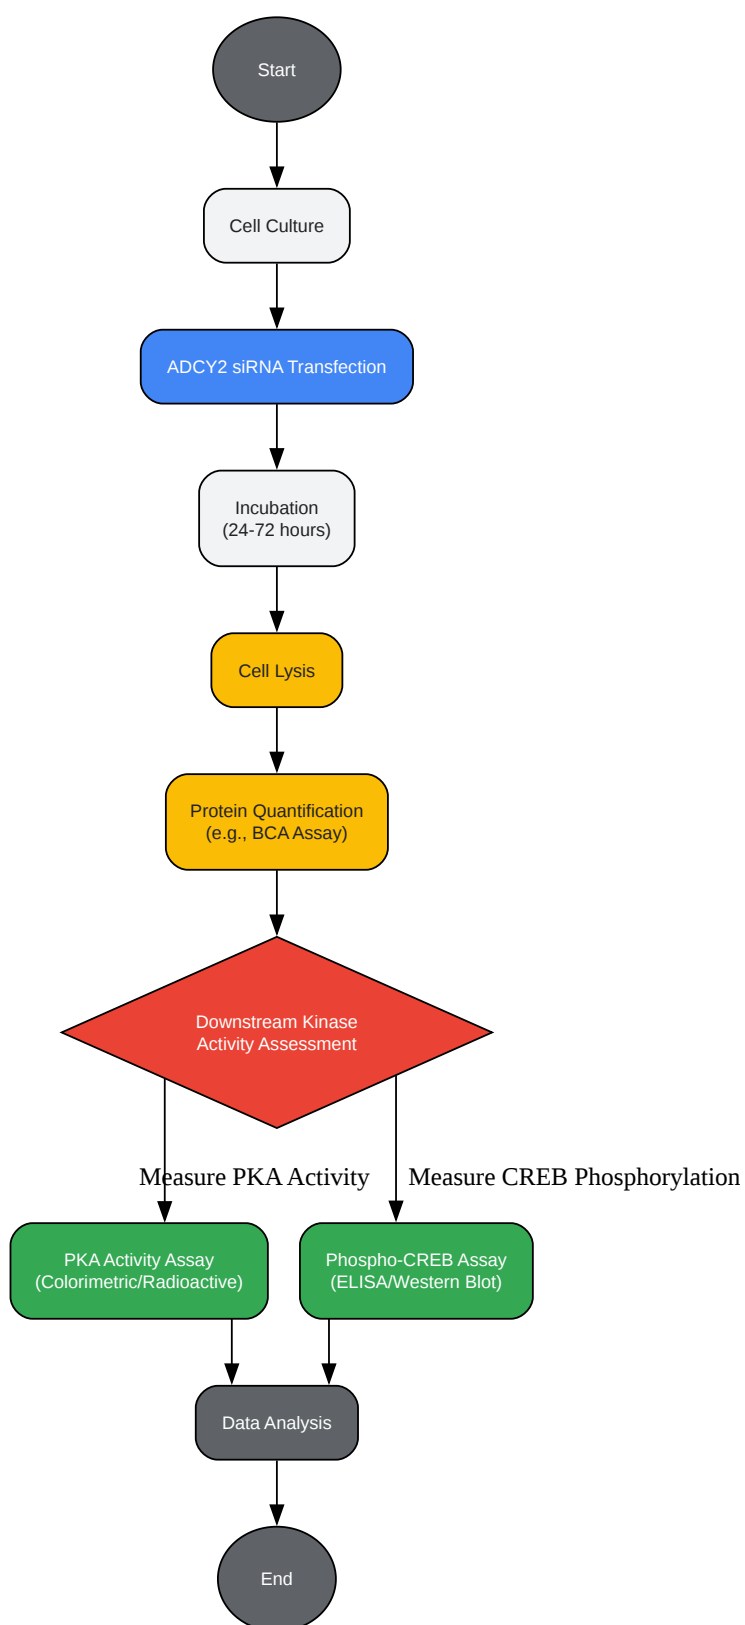 Start
Cell Culture
ADCY2 siRNA Transfection
Incubation
(24-72 hours)
Cell Lysis
Protein Quantification
(e.g., BCA Assay)
Downstream Kinase
Activity Assessment
Measure PKA Activity
Measure CREB Phosphorylation
PKA Activity Assay
(Colorimetric/Radioactive)
Phospho-CREB Assay
(ELISA/Western Blot)
Data Analysis
End